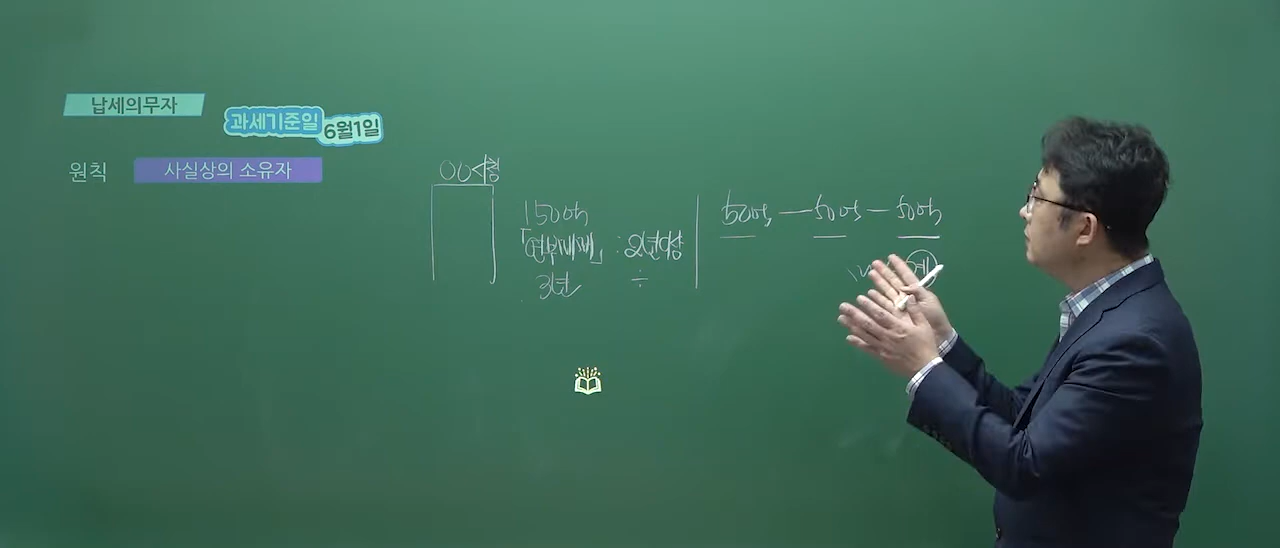 납세의무자
과세기준일 6월1일
원칙 사실상의 소유자
00시청
150억
「연부매매」 : 2년이상
3년 ÷
50억 — 50억 — 50억